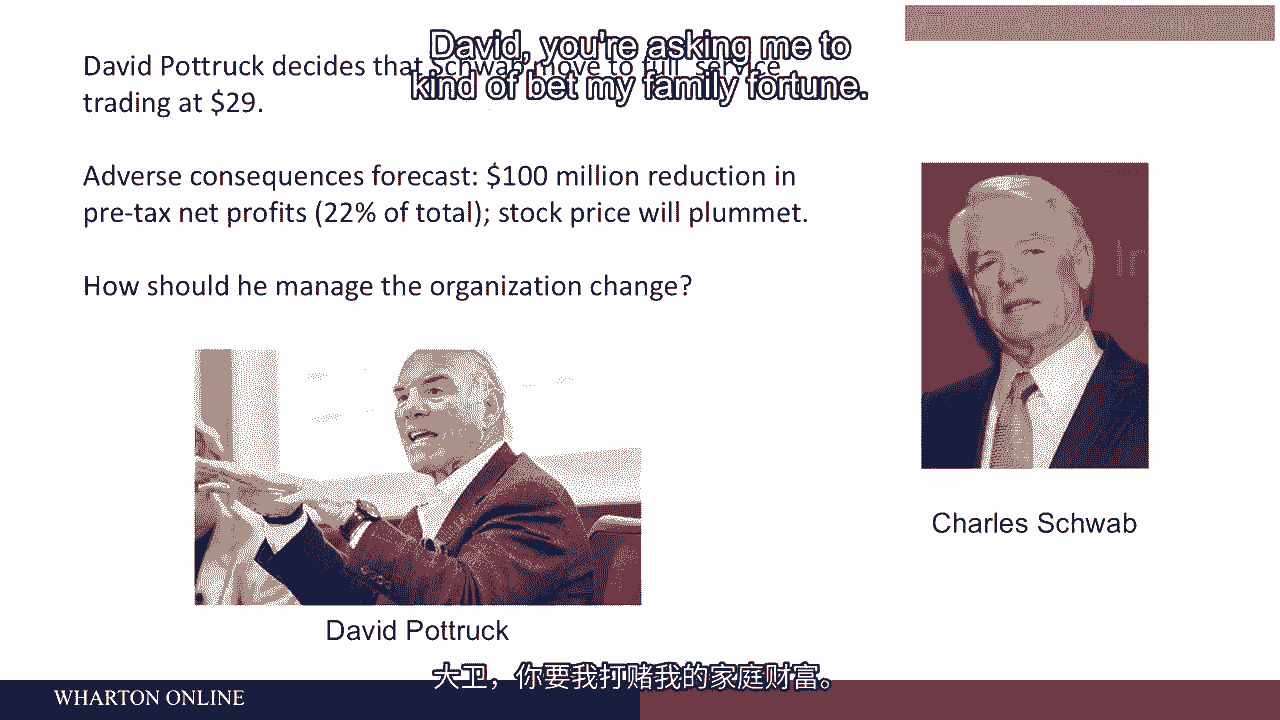 David, you're asking me to
kind of bet my family fortune.
David Pottruck decides that Schwab move to full service
trading at $29.
Adverse consequences forecast: $100 million reduction in
pre-tax net profits (22% of total); stock price will plummet.
How should he manage the organization change?
Charles Schwab
David Pottruck
大卫，你要我打赌我的家庭财富。
WHARTON ONLINE